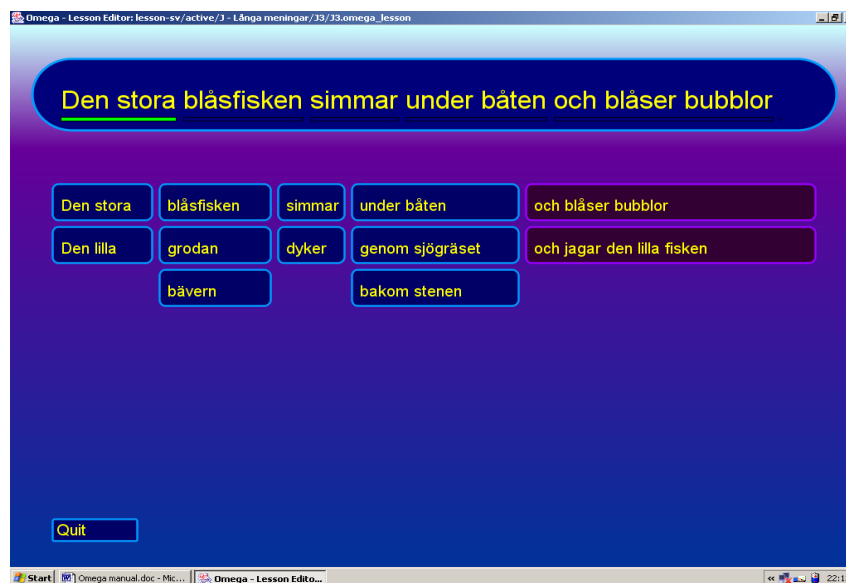 Omega - Lesson Editor: lesson-sv/active/J - Långa meningar/J3/J3.omega_lesson
Den stora blåsfisken simmar under båten och blåser bubblor
Den stora blåsfisken simmar under båten och blåser bubblor
Den lilla grodan dyker genom sjögräset och jagar den lilla fisken
bävern bakom stenen
Quit
Start Omega manual.doc - Mic... Omega - Lesson Edito... «